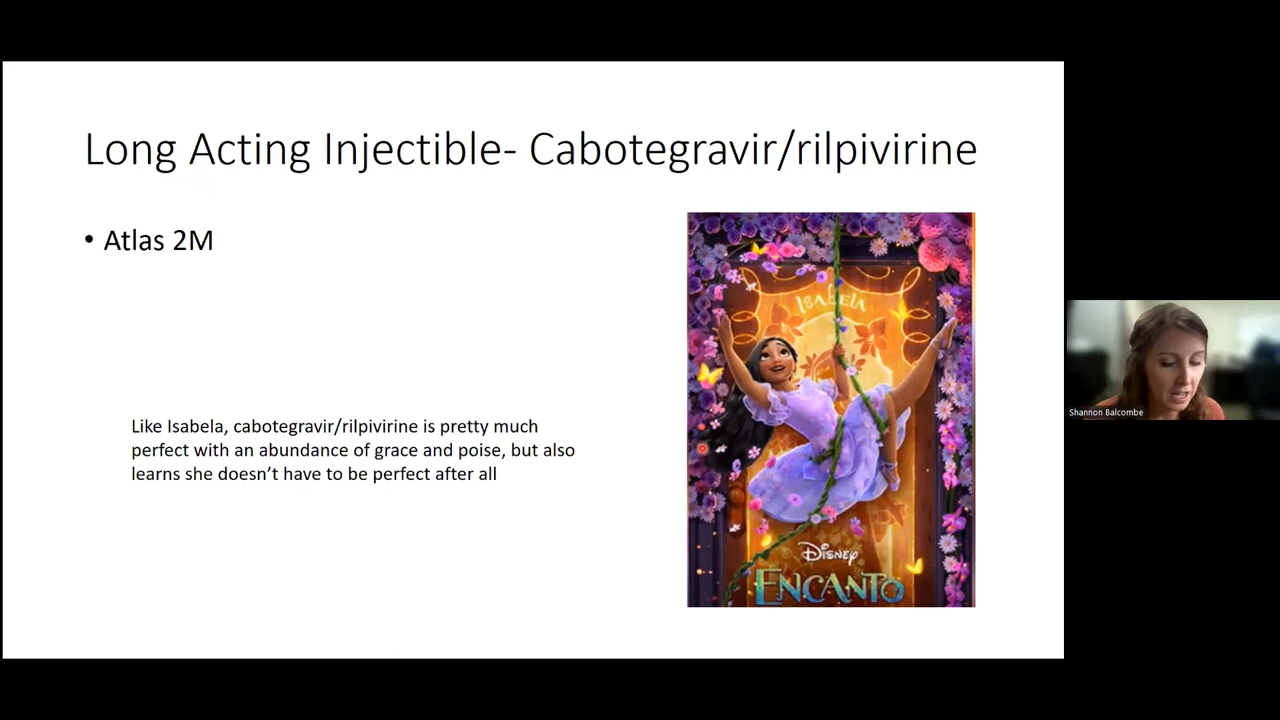 Long Acting Injectible- Cabotegravir/rilpivirine
• Atlas 2M
Like Isabela, cabotegravir/rilpivirine is pretty much
perfect with an abundance of grace and poise, but also
learns she doesn't have to be perfect after all
ISABELA
DISNEY
ENCANTO
Shannon Balcombe